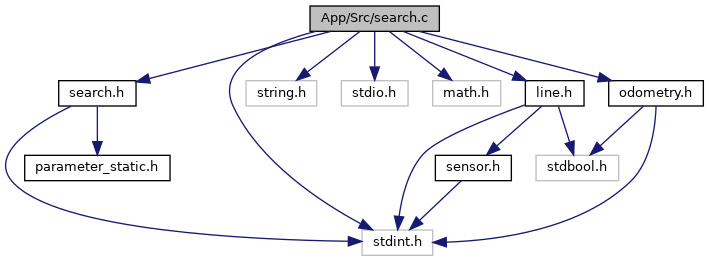 App/Src/search.c
search.h
string.h
stdio.h
math.h
line.h
odometry.h
parameter_static.h
sensor.h
stdbool.h
stdint.h